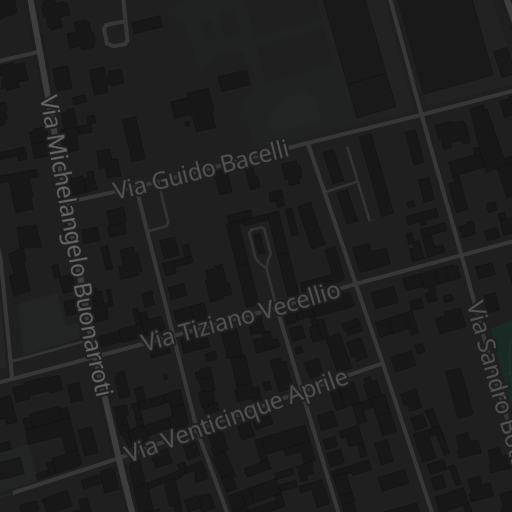 Via Michelangelo Buonarroti
Via Guido Bacelli
Via Tiziano Vecellio
Via Venticinque Aprile
Via Sandro